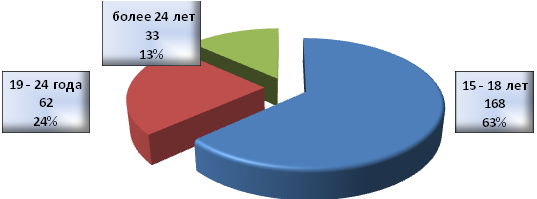 более 24 лет
33
13%
19 - 24 года
62
24%
15 - 18 лет
168
63%